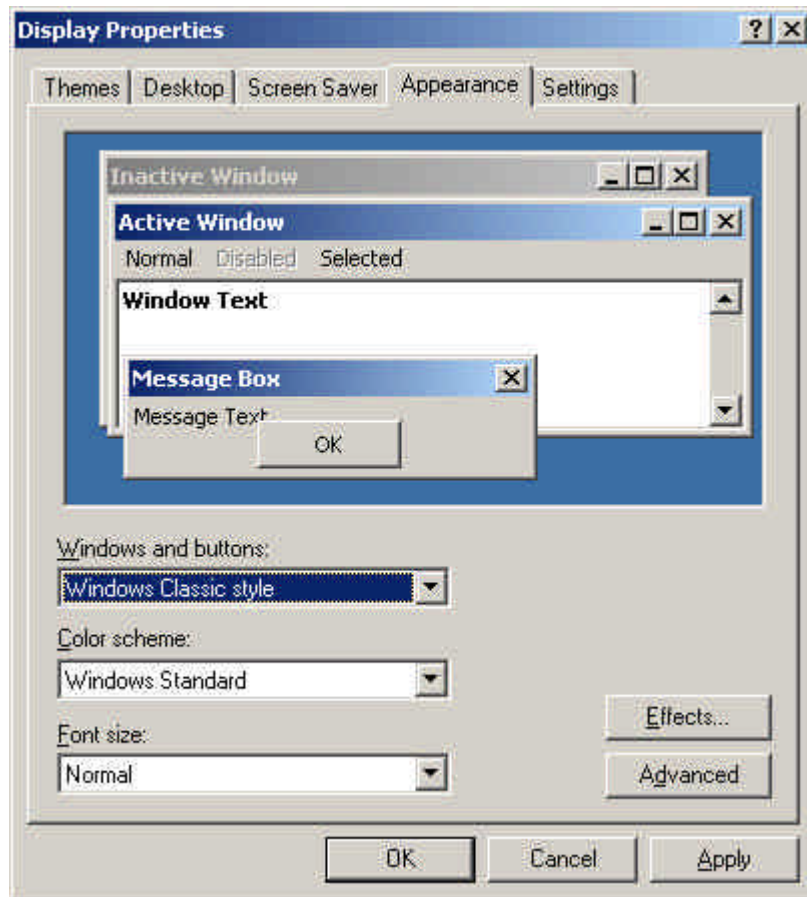 Display Properties
Themes Desktop Screen Saver Appearance Settings
Inactive Window
Active Window
Normal Disabled Selected
Window Text
Message Box
Message Text
OK
Windows and buttons:
Windows Classic style
Color scheme:
Windows Standard
Effects...
Font size:
Normal
Advanced
OK Cancel Apply